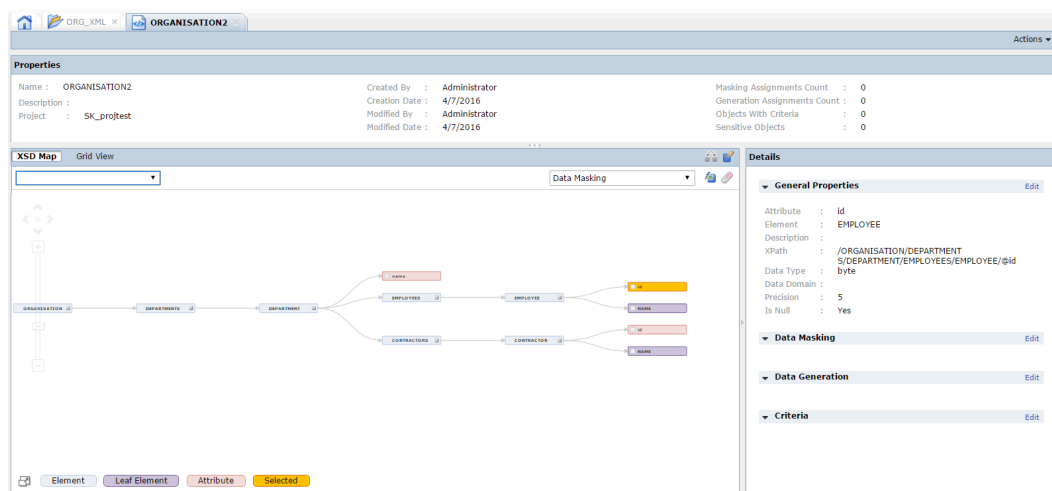 ORG_XML ×
ORGANISATION2 ×
Actions
Properties
Name : ORGANISATION2
Description :
Project : SK_projtest
Created By : Administrator
Creation Date : 4/7/2016
Modified By : Administrator
Modified Date : 4/7/2016
Masking Assignments Count : 0
Generation Assignments Count : 0
Objects With Criteria : 0
Sensitive Objects : 0
XSD Map Grid View
Data Masking
name
EMPLOYEES
EMPLOYEE
id
NAME
ORGANISATION
DEPARTMENTS
DEPARTMENT
CONTRACTORS
CONTRACTOR
id
NAME
Element Leaf Element Attribute Selected
Details
General Properties Edit
Attribute : id
Element : EMPLOYEE
Description :
XPath : /ORGANISATION/DEPARTMENT
S/DEPARTMENT/EMPLOYEES/EMPLOYEE/@id
Data Type : byte
Data Domain :
Precision : 5
Is Null : Yes
Data Masking Edit
Data Generation Edit
Criteria Edit